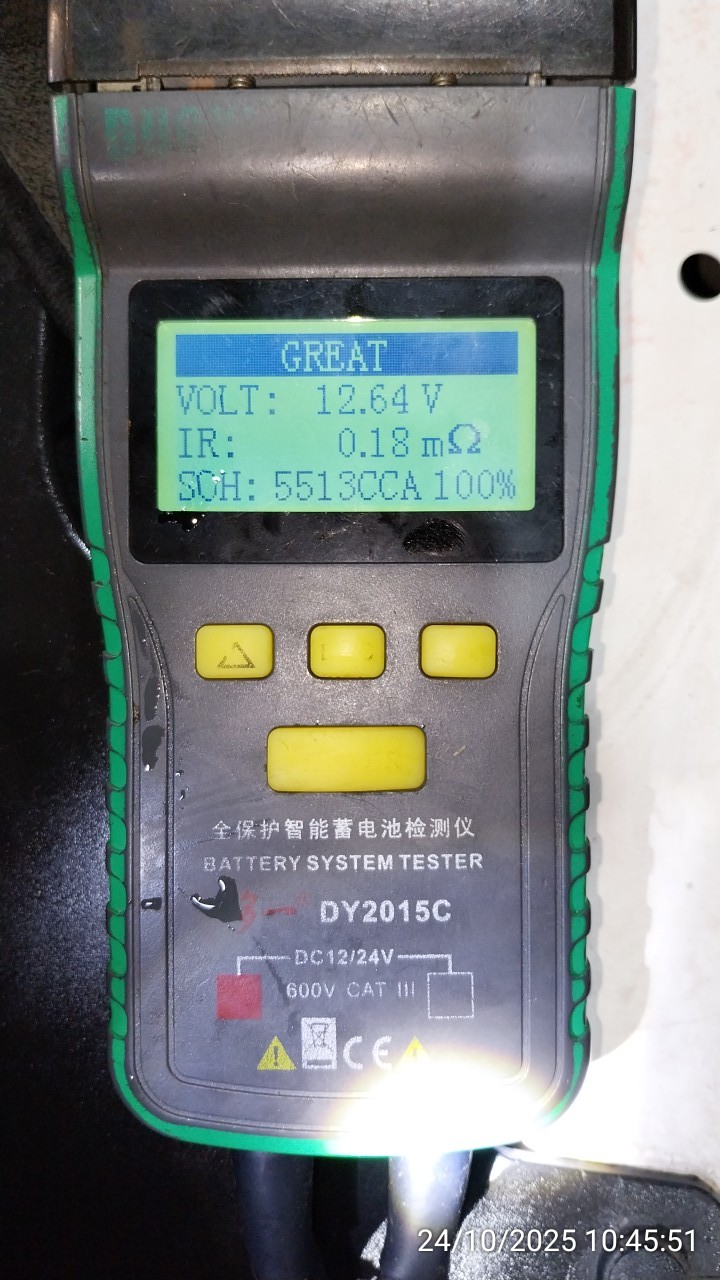 GREAT
VOLT: 12.64 V
IR: 0.18 mΩ
SOH: 5513CCA 100%
全保护智能蓄电池检测仪
BATTERY SYSTEM TESTER
DY2015C
DC12/24V
600V CAT III
CE
24/10/2025 10:45:51